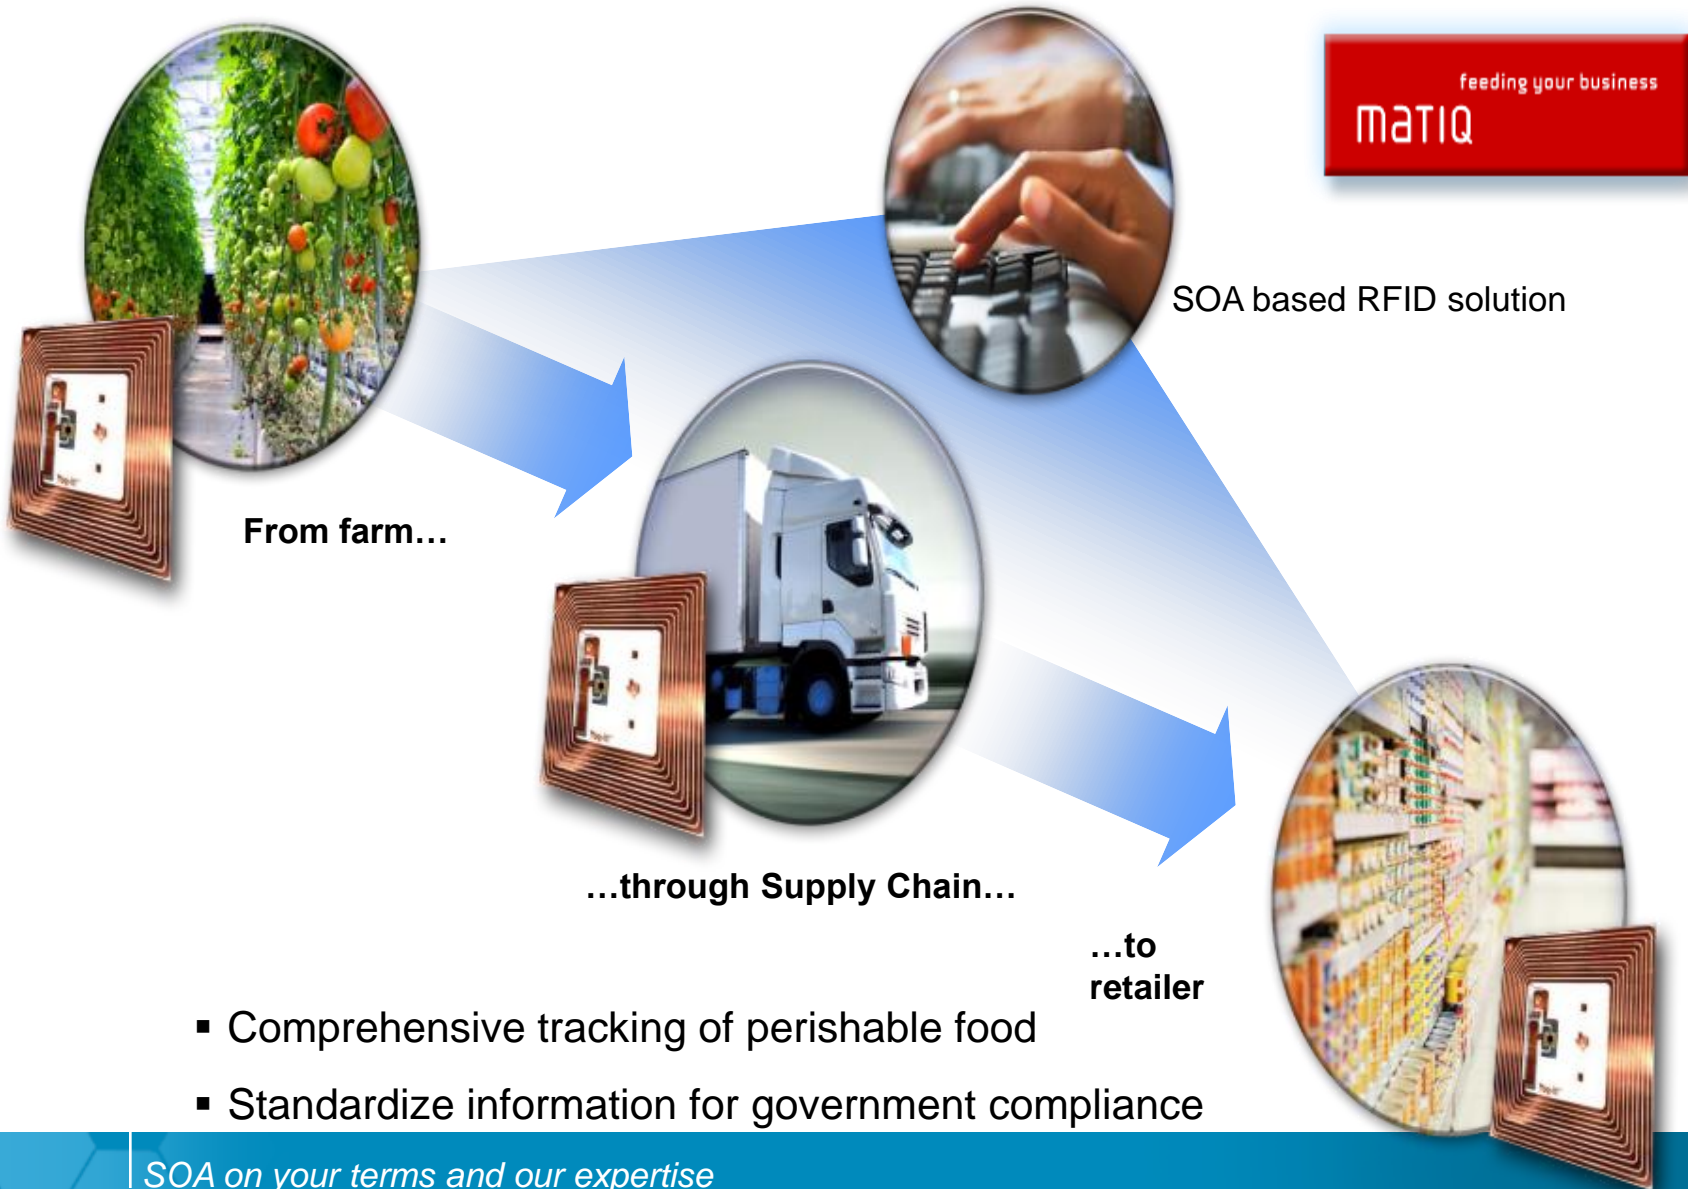 feeding your business
maTIQ
SOA based RFID solution
From farm…
…through Supply Chain…
…to
retailer
▪ Comprehensive tracking of perishable food
▪ Standardize information for government compliance
SOA on your terms and our expertise